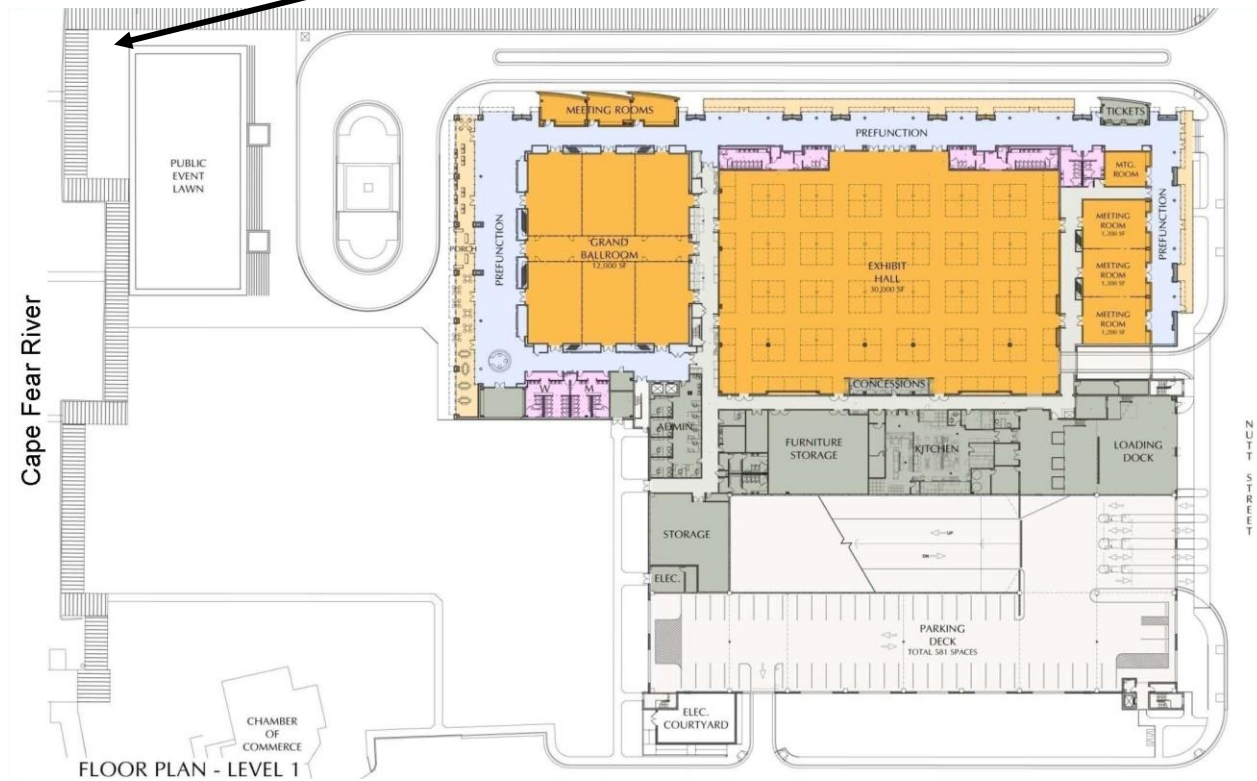 MEETING ROOMS
TICKETS
PREFUNCTION
PUBLIC
EVENT
LAWN
MTG.
ROOM
PREFUNCTION
PORCH
PREFUNCTION
GRAND
BALLROOM
12,000 SF
EXHIBIT
HALL
30,000 SF
MEETING
ROOM
1,200 SF
MEETING
ROOM
1,200 SF
MEETING
ROOM
1,200 SF
Cape Fear River
CONCESSIONS
W
M
ADMIN
FURNITURE
STORAGE
KITCHEN
LOADING
DOCK
NUTT STREET
STORAGE
UP
DN
ELEC.
PARKING
DECK
TOTAL 581 SPACES
ELEC.
COURTYARD
CHAMBER
OF
COMMERCE
FLOOR PLAN - LEVEL 1